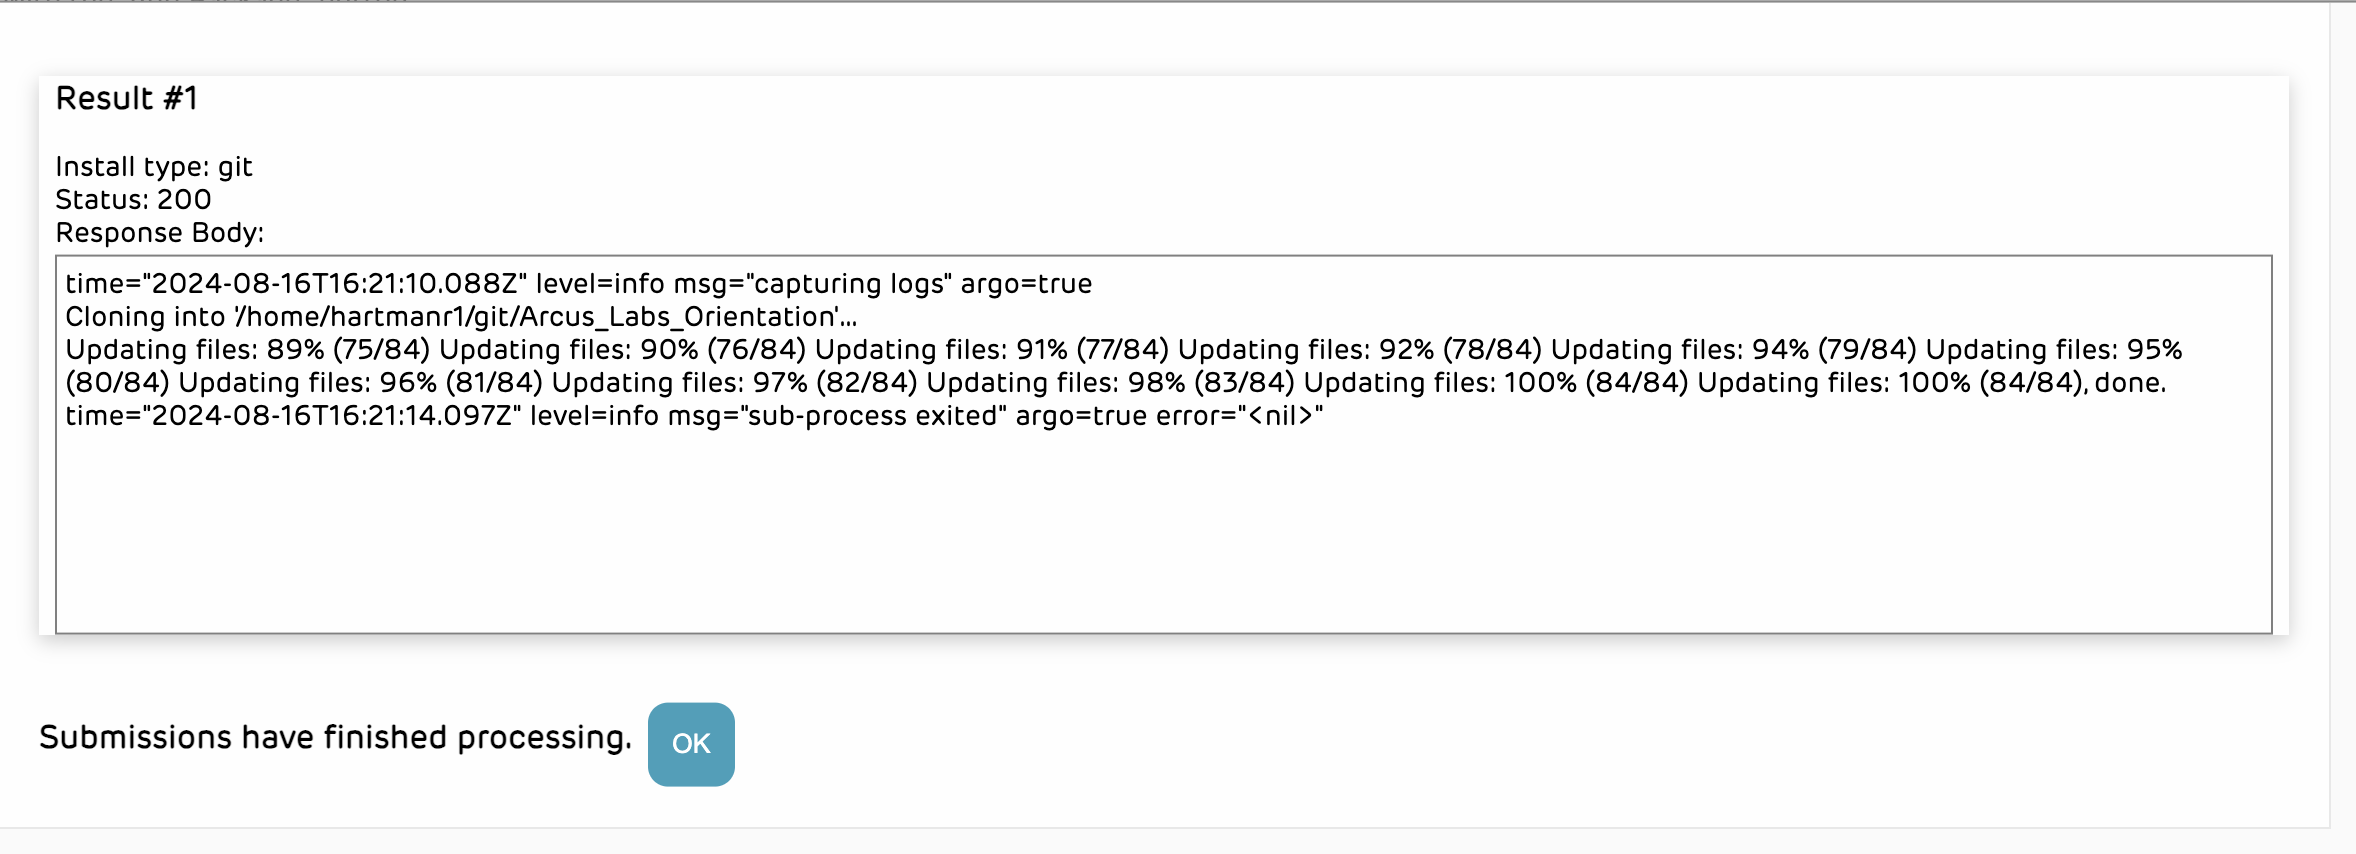 Result #1
Install type: git
Status: 200
Response Body:
time="2024-08-16T16:21:10.088Z" level=info msg="capturing logs" argo=true
Cloning into '/home/hartmanr1/git/Arcus_Labs_Orientation'...
Updating files: 89% (75/84) Updating files: 90% (76/84) Updating files: 91% (77/84) Updating files: 92% (78/84) Updating files: 94% (79/84) Updating files: 95%
(80/84) Updating files: 96% (81/84) Updating files: 97% (82/84) Updating files: 98% (83/84) Updating files: 100% (84/84) Updating files: 100% (84/84), done.
time="2024-08-16T16:21:14.097Z" level=info msg="sub-process exited" argo=true error="<nil>"
Submissions have finished processing.
OK